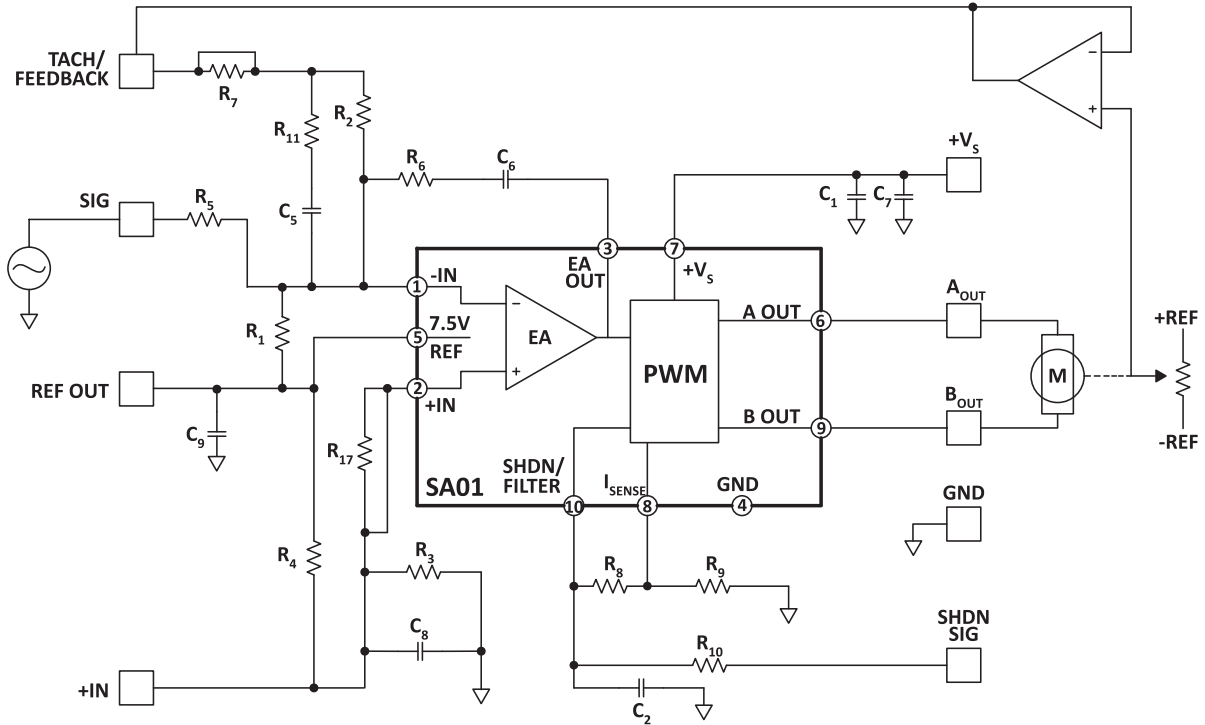 TACH/
FEEDBACK
R7
R11
R2
R6
C6
−
+
+VS
SIG
R5
C5
C1
C7
3
7
EA
OUT
+VS
1
-IN
−
AOUT
A OUT
6
+REF
R1
5
7.5V
REF
EA
PWM
M
REF OUT
2
+IN
+
BOUT
B OUT
9
-REF
C9
R17
SHDN/
FILTER
ISENSE
GND
SA01
10
8
4
GND
R4
R3
R8
R9
C8
SHDN
SIG
R10
+IN
C2